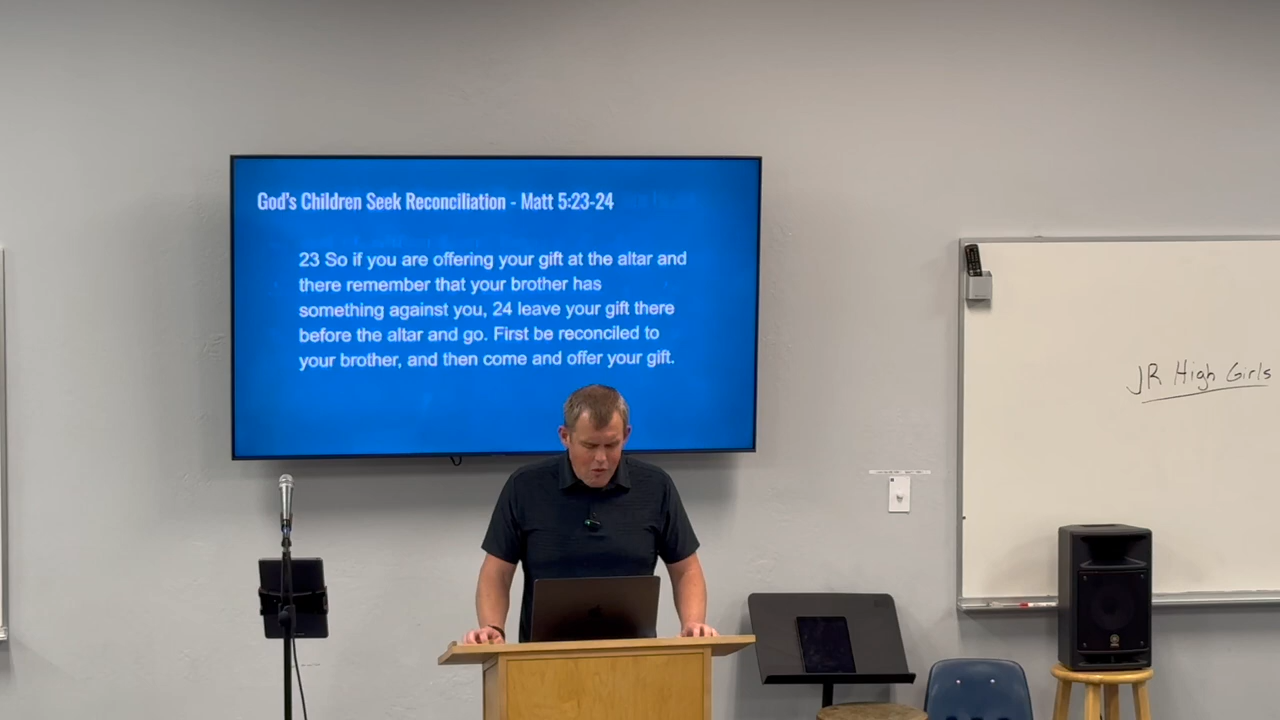 God's Children Seek Reconciliation - Matt 5:23-24
23 So if you are offering your gift at the altar and
there remember that your brother has
something against you, 24 leave your gift there
before the altar and go. First be reconciled to
your brother, and then come and offer your gift.
JR High Girls